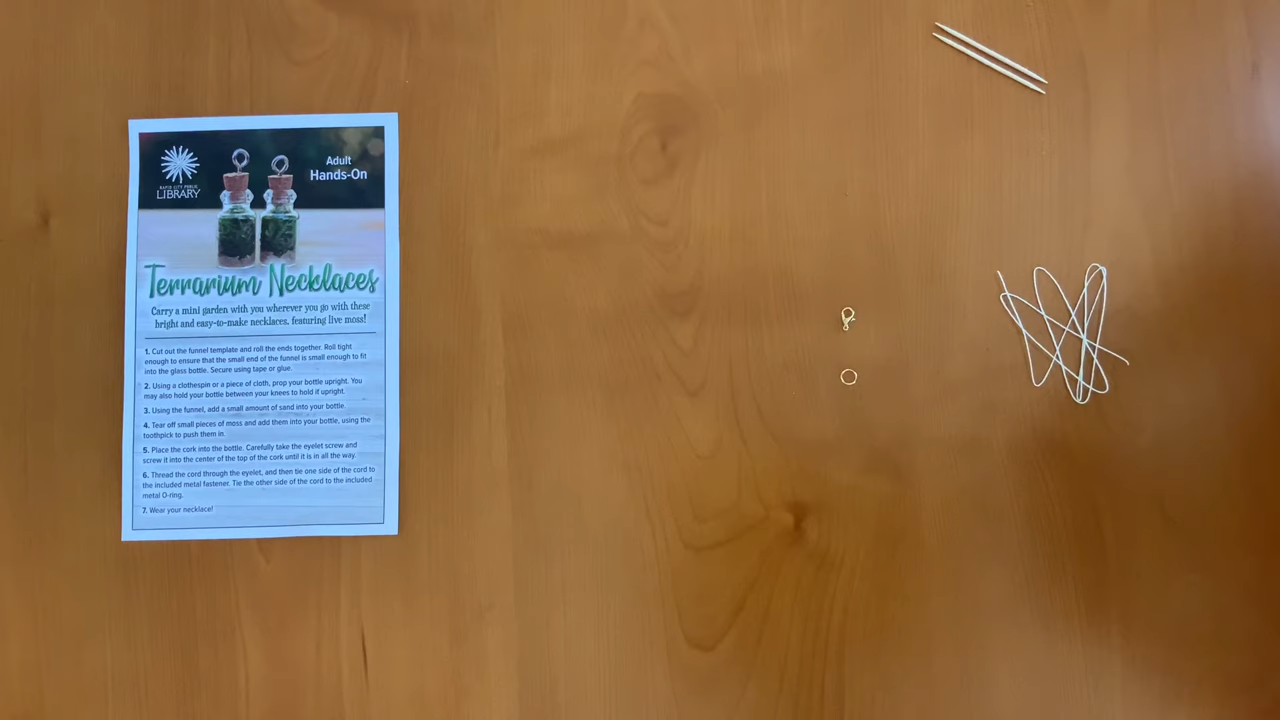 RAPID CITY PUBLIC
LIBRARY
Adult
Hands-On
Terrarium Necklaces
Carry a mini garden with you wherever you go with these
bright and easy-to-make necklaces, featuring live moss!
1. Cut out the funnel template and roll the ends together. Roll tight
enough to ensure that the small end of the funnel is small enough to fit
into the glass bottle. Secure using tape or glue.
2. Using a clothespin or a piece of cloth, prop your bottle upright. You
may also hold your bottle between your knees to hold it upright.
3. Using the funnel, add a small amount of sand into your bottle.
4. Tear off small pieces of moss and add them into your bottle, using the
toothpick to push them in.
5. Place the cork into the bottle. Carefully take the eyelet screw and
screw it into the center of the top of the cork until it is in all the way.
6. Thread the cord through the eyelet, and then tie one side of the cord to
the included metal fastener. Tie the other side of the cord to the included
metal O-ring.
7. Wear your necklace!